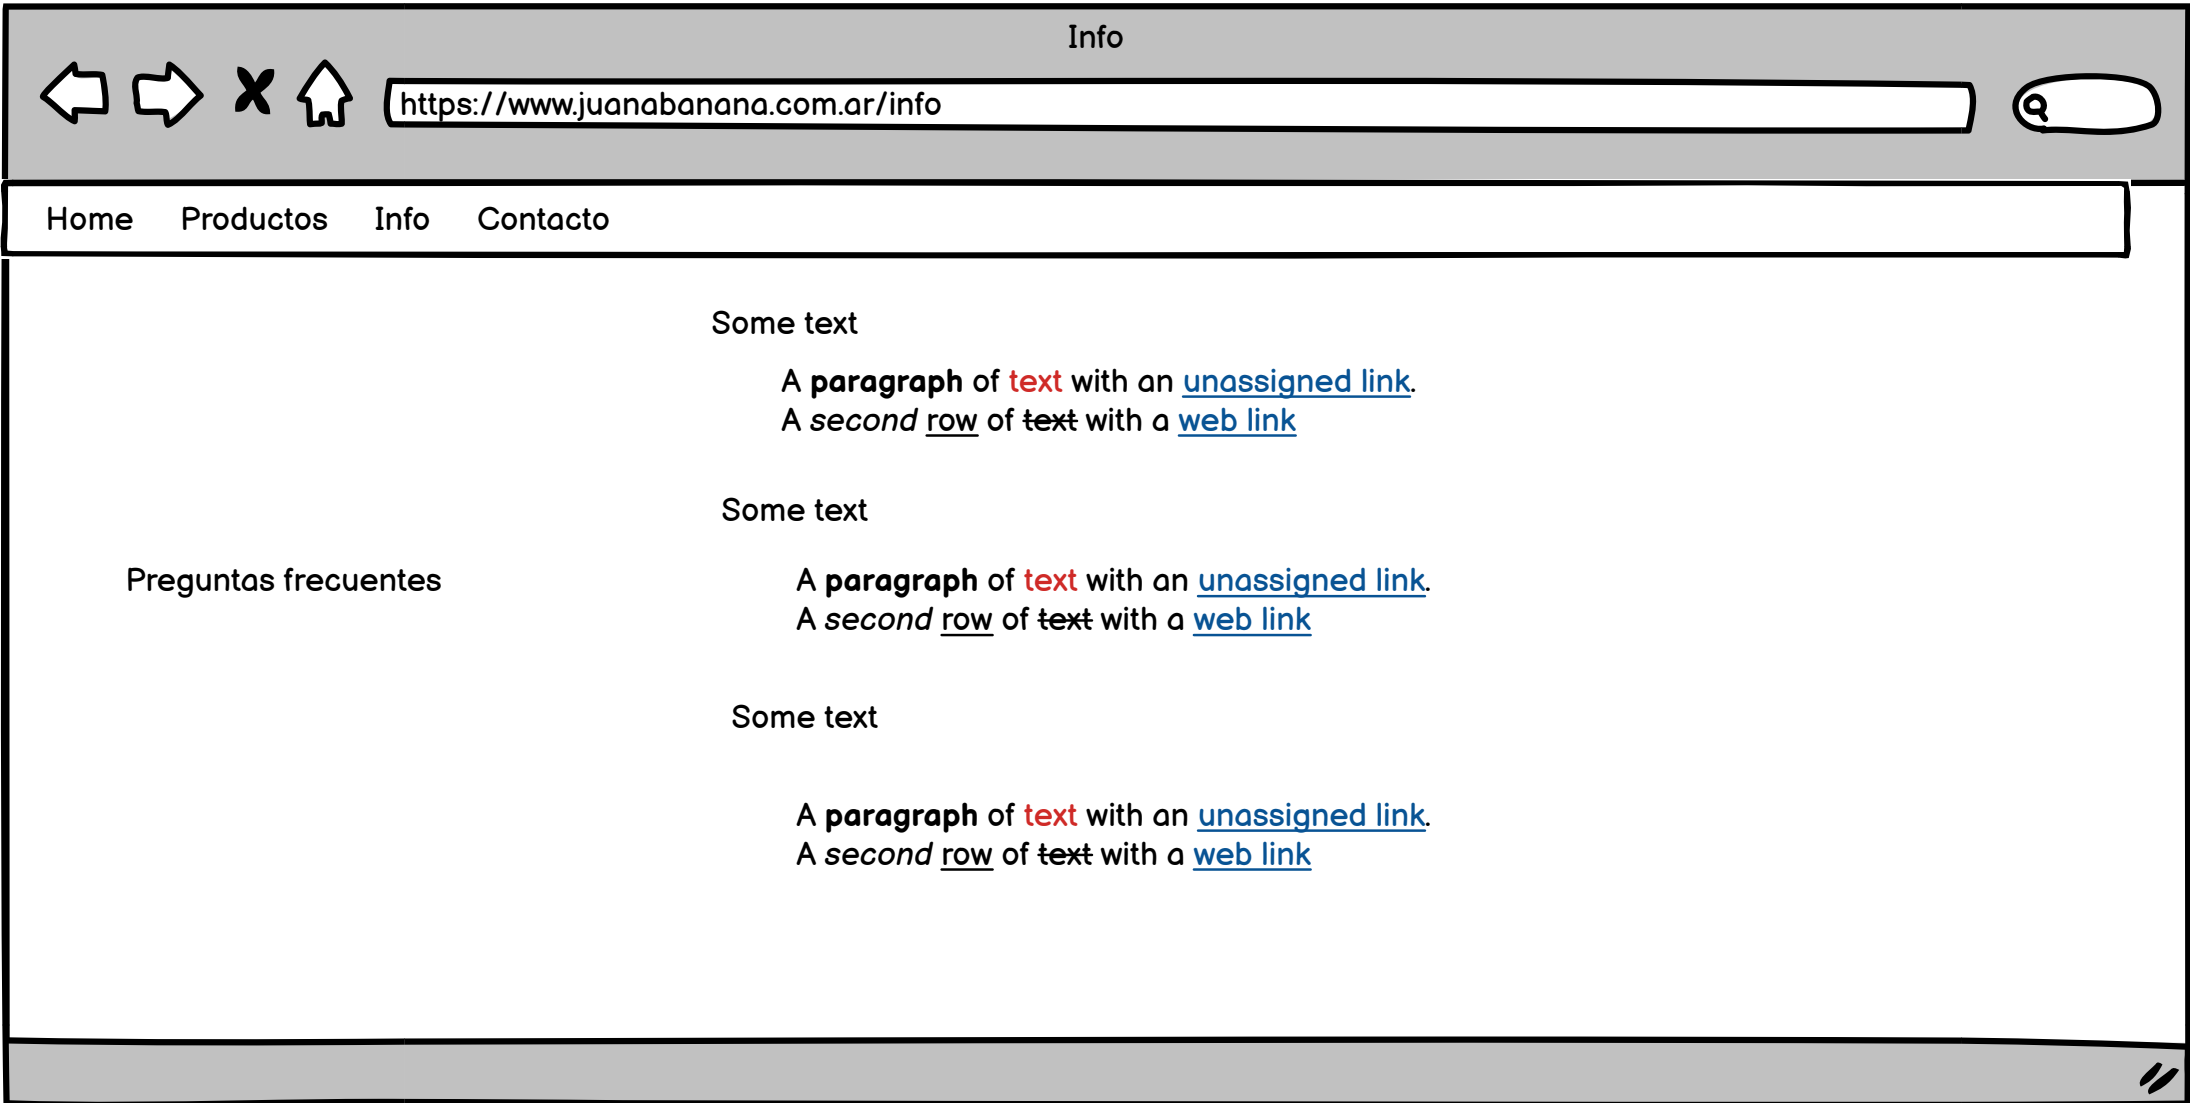 Info
https://www.juanabanana.com.ar/info
Home Productos Info Contacto
Some text
A paragraph of text with an unassigned link.
A second row of text with a web link
Some text
Preguntas frecuentes
A paragraph of text with an unassigned link.
A second row of text with a web link
Some text
A paragraph of text with an unassigned link.
A second row of text with a web link